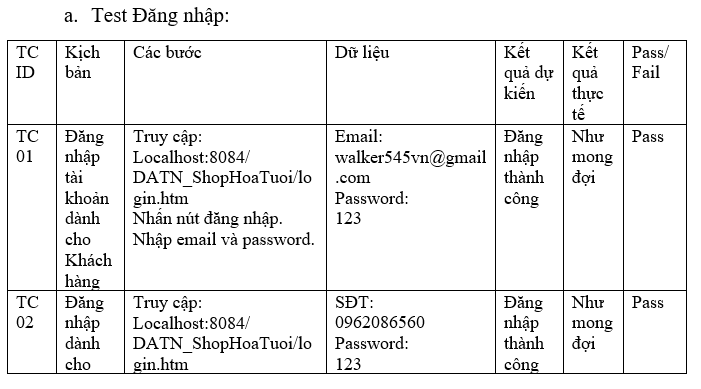 a. Test Đăng nhập:
TC ID
Kịch bản
Các bước
Dữ liệu
Kết quả dự kiến
Kết quả thực tế
Pass/ Fail
TC 01
Đăng nhập tài khoản dành cho Khách hàng
Truy cập:
Localhost:8084/
DATN_ShopHoaTuoi/lo
gin.htm
Nhấn nút đăng nhập.
Nhập email và password.
Email:
walker545vn@gmail
.com
Password:
123
Đăng nhập thành công
Như mong đợi
Pass
TC 02
Đăng nhập dành cho
Truy cập:
Localhost:8084/
DATN_ShopHoaTuoi/lo
gin.htm
SĐT:
0962086560
Password:
123
Đăng nhập thành công
Như mong đợi
Pass